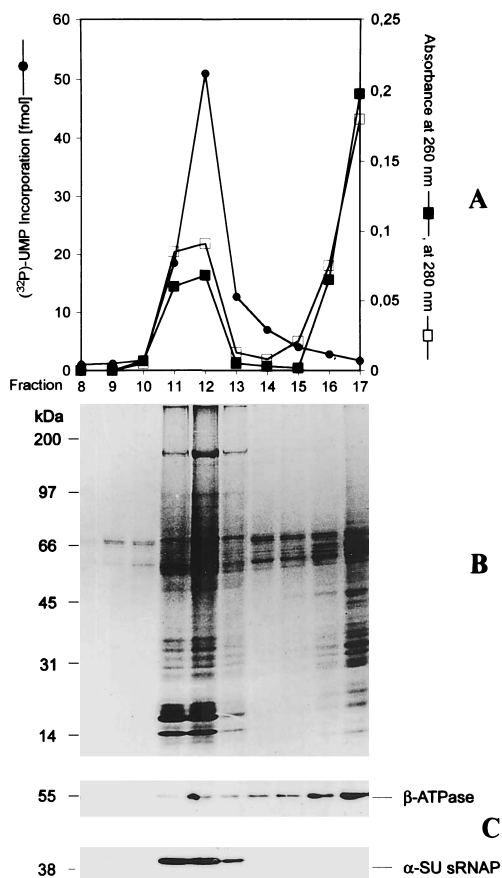 60
50
40
30
20
10
0
(32P)-UMP Incorporation [fmol]
0,25
0,2
0,15
0,1
0,05
0
Absorbance at 260 nm, at 280 nm
A
Fraction 8 9 10 11 12 13 14 15 16 17
kDa
200
97
66
45
31
14
B
55 β-ATPase
C
38 α-SU sRNAP